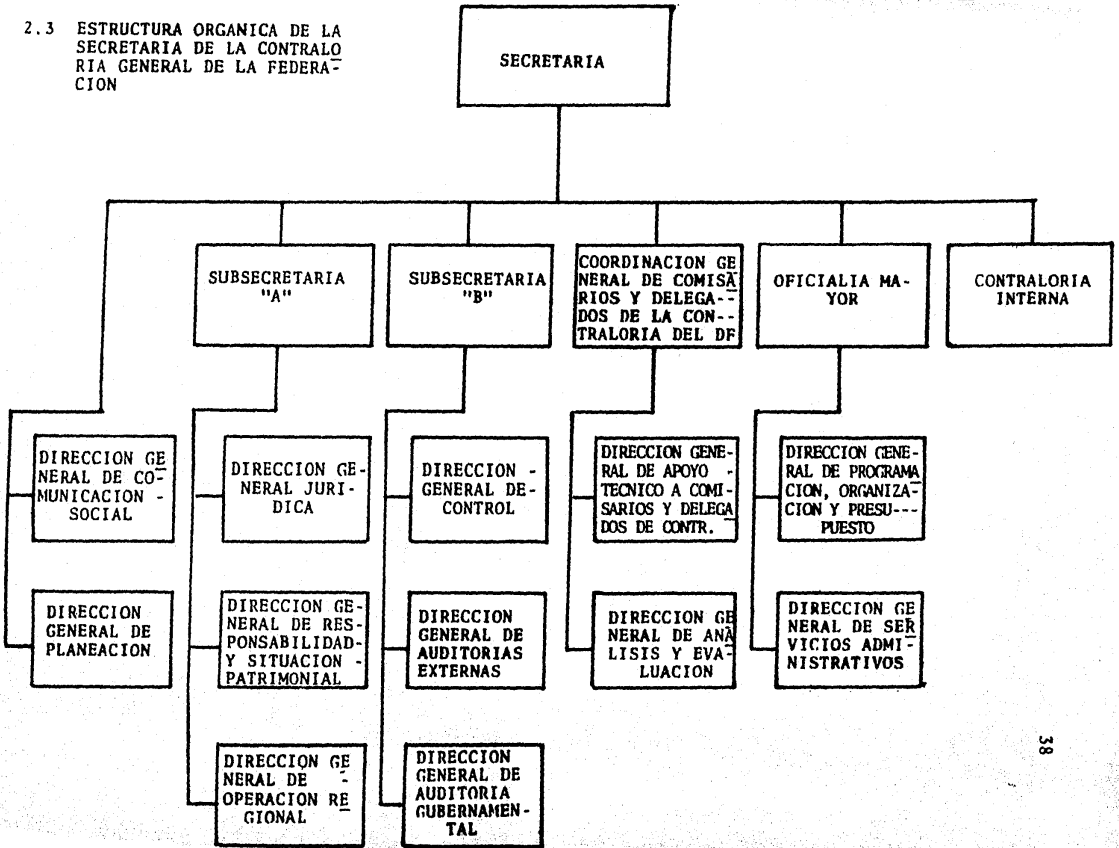 2.3 ESTRUCTURA ORGANICA DE LA
SECRETARIA DE LA CONTRALO
RIA GENERAL DE LA FEDERA-
CION
SECRETARIA
SUBSECRETARIA
"A"
SUBSECRETARIA
"B"
COORDINACION GE
NERAL DE COMISA
RIOS Y DELEGA--
DOS DE LA CON--
TRALORIA DEL DF
OFICIALIA MA-
YOR
CONTRALORIA
INTERNA
DIRECCION GE
NERAL DE CO-
MUNICACION -
SOCIAL
DIRECCION GE-
NERAL JURI-
DICA
DIRECCION -
GENERAL DE-
CONTROL
DIRECCION GENE-
RAL DE APOYO -
TECNICO A COMI-
SARIOS Y DELEGA
DOS DE CONTR.
DIRECCION GENE-
RAL DE PROGRAMA
CION, ORGANIZA-
CION Y PRESU---
PUESTO
DIRECCION
GENERAL DE
PLANEACION
DIRECCION GE-
NERAL DE RES-
PONSABILIDAD-
Y SITUACION -
PATRIMONIAL
DIRECCION
GENERAL DE
AUDITORIAS
EXTERNAS
DIRECCION GE
NERAL DE ANA
LISIS Y EVA-
LUACION
DIRECCION GE
NERAL DE SER
VICIOS ADMI-
NISTRATIVOS
DIRECCION GE
NERAL DE -
OPERACION RE
GIONAL
DIRECCION
GENERAL DE
AUDITORIA
GUBERNAMEN-
TAL
38